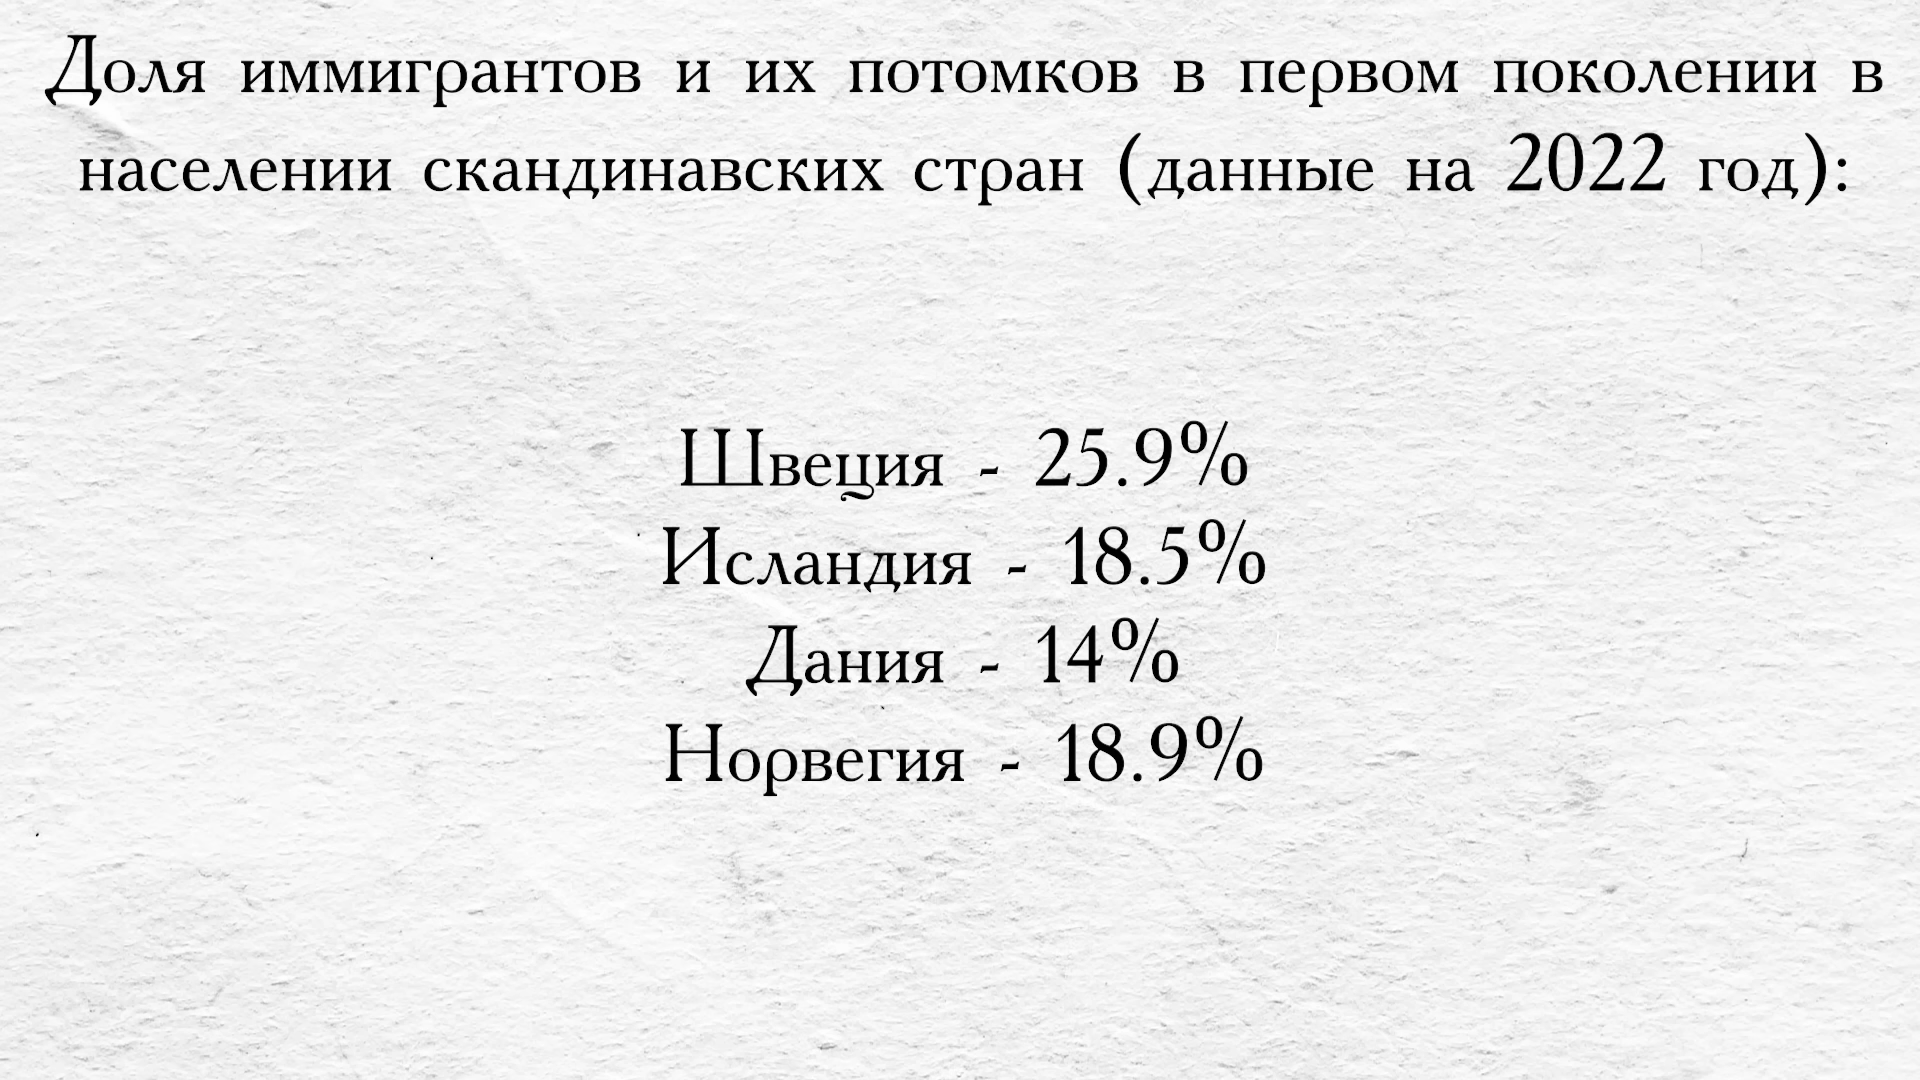 Доля иммигрантов и их потомков в первом поколении в
населении скандинавских стран (данные на 2022 год):
Швеция - 25.9%
Исландия - 18.5%
Дания - 14%
Норвегия - 18.9%